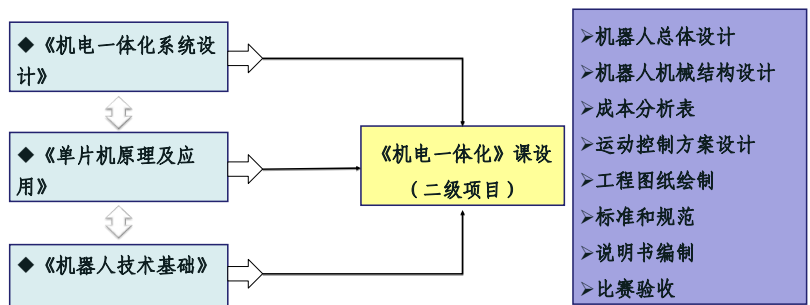 ◆《机电一体化系统设
计》
◆《单片机原理及应
用》
◆《机器人技术基础》
《机电一体化》课设
（二级项目）
➢机器人总体设计
➢机器人机械结构设计
➢成本分析表
➢运动控制方案设计
➢工程图纸绘制
➢标准和规范
➢说明书编制
➢比赛验收